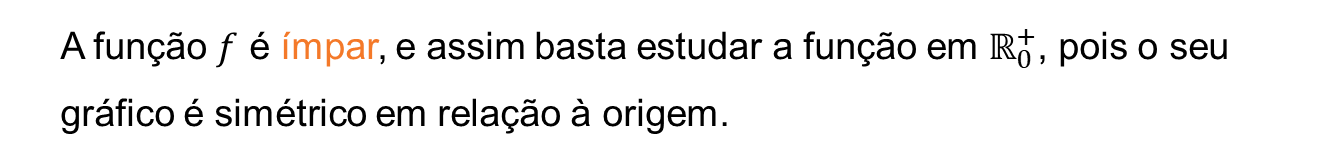 A função 𝑓 é ímpar, e assim basta estudar a função em ℝ₀⁺, pois o seu
gráfico é simétrico em relação à origem.